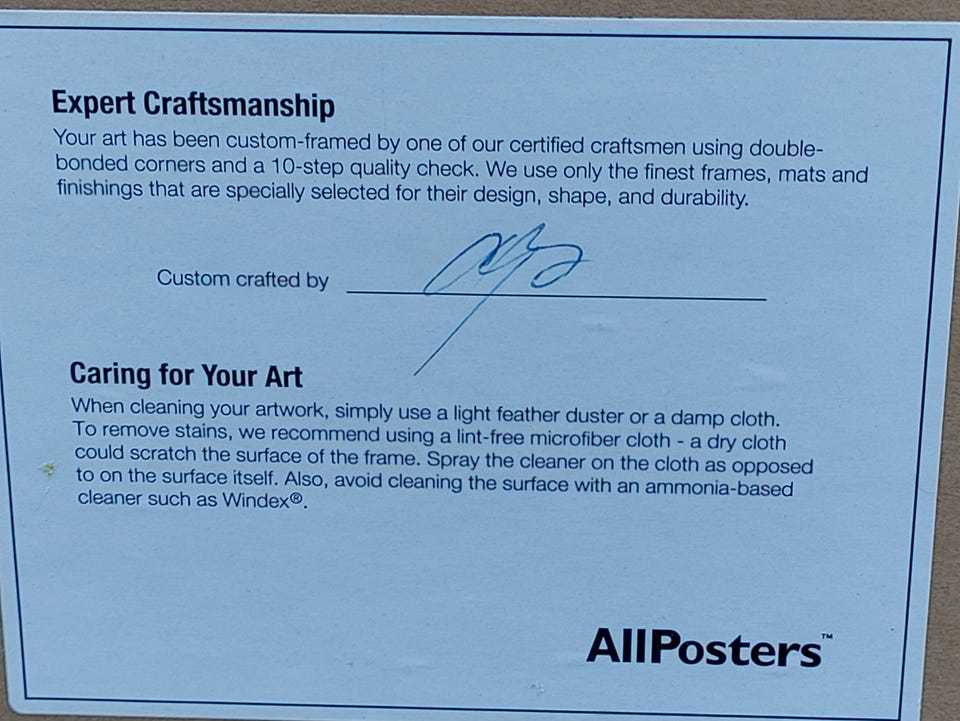 Expert Craftsmanship
Your art has been custom-framed by one of our certified craftsmen using double-
bonded corners and a 10-step quality check. We use only the finest frames, mats and
finishings that are specially selected for their design, shape, and durability.
Custom crafted by
Caring for Your Art
When cleaning your artwork, simply use a light feather duster or a damp cloth.
To remove stains, we recommend using a lint-free microfiber cloth - a dry cloth
could scratch the surface of the frame. Spray the cleaner on the cloth as opposed
to on the surface itself. Also, avoid cleaning the surface with an ammonia-based
cleaner such as Windex®.
AllPosters™